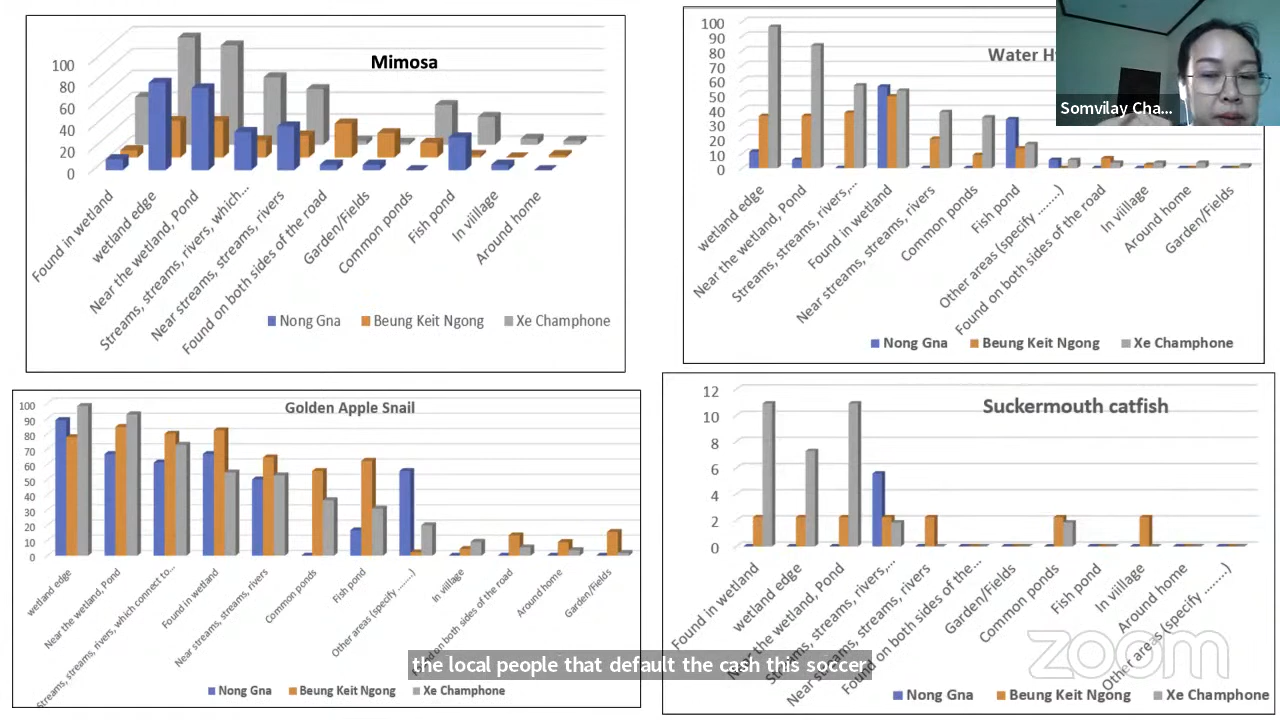 Mimosa
100
80
60
40
20
0
Found in wetland
wetland edge
Near the wetland, Pond
Streams, streams, rivers, which...
Near streams, streams, rivers
Found on both sides of the road
Garden/Fields
Common ponds
Fish pond
In viillage
Around home
Nong Gna
Beung Keit Ngong
Xe Champhone
Water H
100
90
80
70
60
50
40
30
20
10
0
wetland edge
Near the wetland, Pond
Streams, streams, rivers,...
Found in wetland
Near streams, streams, rivers
Common ponds
Fish pond
Other areas (specify ........)
Found on both sides of the road
In viillage
Around home
Garden/Fields
Nong Gna
Beung Keit Ngong
Xe Champhone
Somvilay Cha...
Golden Apple Snail
100
90
80
70
60
50
40
30
20
10
0
wetland edge
Near the wetland, Pond
Streams, streams, rivers, which connect to...
Found in wetland
Near streams, streams, rivers
Common ponds
Fish pond
Other areas (specify ........)
In viillage
on both sides of the road
Around home
Garden/Fields
Nong Gna
Beung Keit Ngong
Xe Champhone
Suckermouth catfish
12
10
8
6
4
2
0
Found in wetland
wetland edge
Near the wetland, Pond
Streams, streams, rivers,...
Near streams, streams, rivers
Found on both sides of the...
Garden/Fields
Common ponds
Fish pond
In viillage
Around home
Other areas (specify ........)
Nong Gna
Beung Keit Ngong
Xe Champhone
the local people that default the cash this soccer
zoom